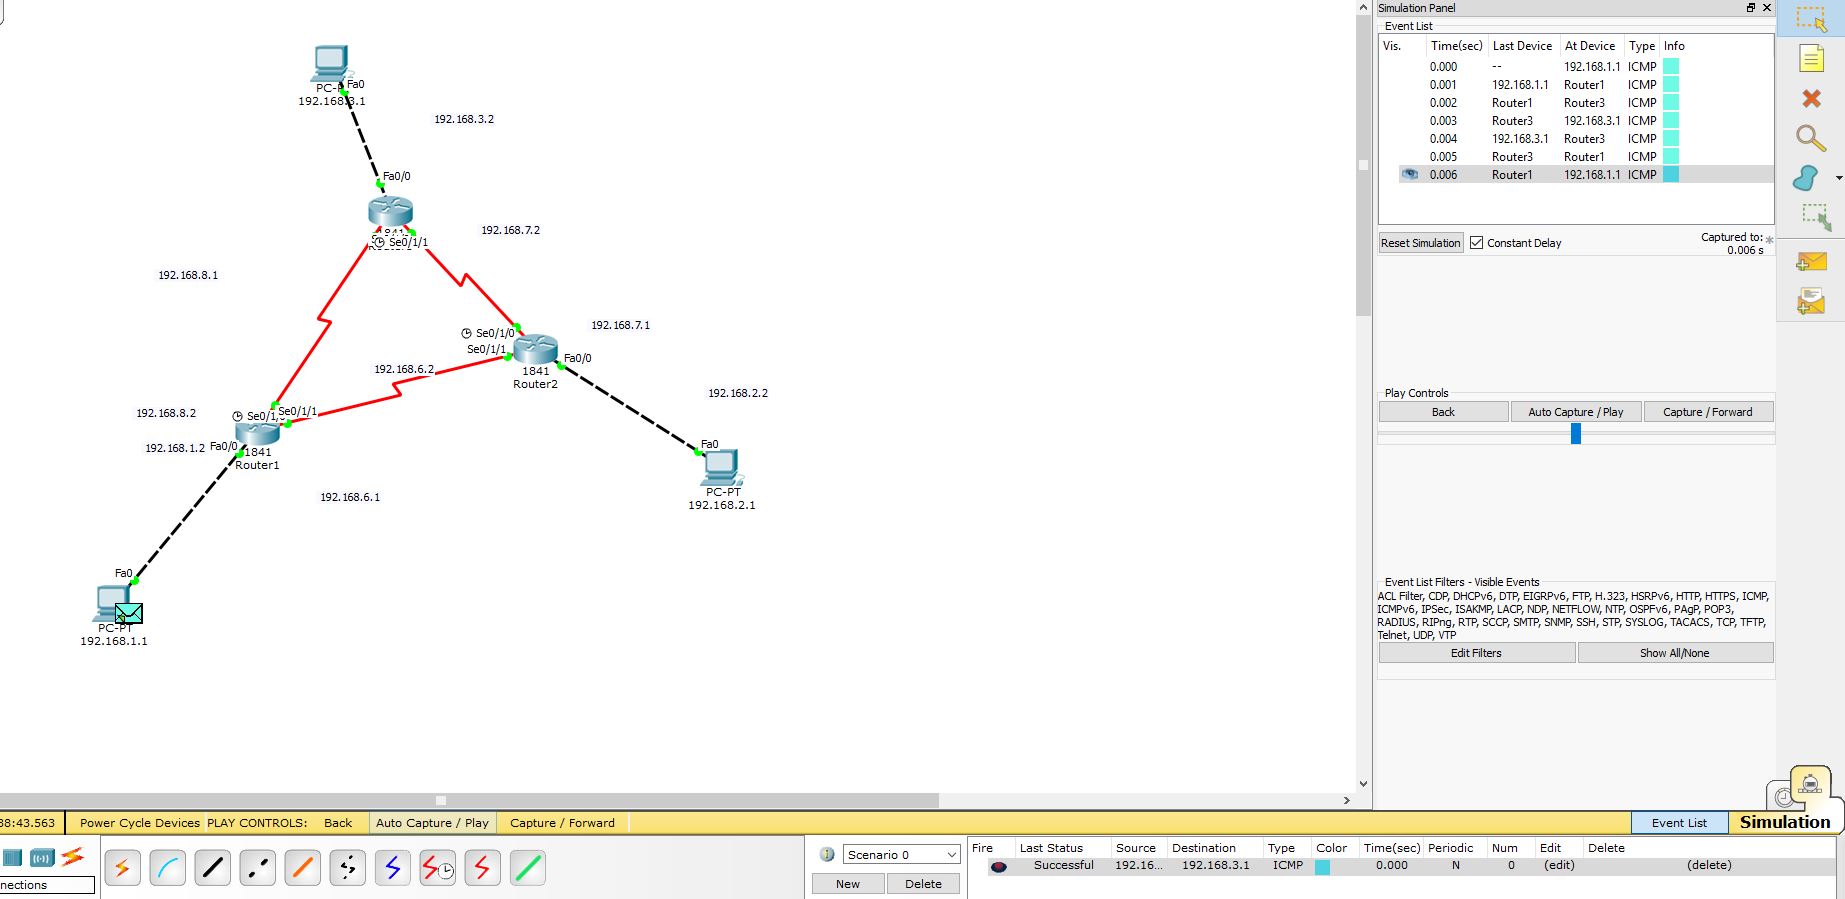 Simulation Panel
Event List
Vis. Time(sec) Last Device At Device Type Info
0.000 -- 192.168.1.1 ICMP
0.001 192.168.1.1 Router1 ICMP
0.002 Router1 Router3 ICMP
0.003 Router3 192.168.3.1 ICMP
0.004 192.168.3.1 Router3 ICMP
0.005 Router3 Router1 ICMP
0.006 Router1 192.168.1.1 ICMP
Reset Simulation Constant Delay Captured to: *
0.006 s
Play Controls
Back Auto Capture / Play Capture / Forward
Event List Filters - Visible Events
ACL Filter, CDP, DHCPv6, DTP, EIGRPv6, FTP, H.323, HSRPv6, HTTP, HTTPS, ICMP,
ICMPv6, IPSec, ISAKMP, LACP, NDP, NETFLOW, NTP, OSPFv6, PAgP, POP3,
RADIUS, RIPng, RTP, SCCP, SMTP, SNMP, SSH, STP, SYSLOG, TACACS, TCP, TFTP,
Telnet, UDP, VTP
Edit Filters Show All/None
Fa0
192.168.3.1
192.168.3.2
Fa0/0
192.168.7.2
Se0/1/1
192.168.8.1
192.168.7.1
Se0/1/0
Se0/1/1
Fa0/0
1841
Router2
192.168.6.2
192.168.2.2
192.168.8.2
Se0/1/1
192.168.1.2
Fa0/0
1841
Router1
192.168.6.1
Fa0
PC-PT
192.168.2.1
Fa0
PC-PT
192.168.1.1
38:43.563 Power Cycle Devices PLAY CONTROLS: Back Auto Capture / Play Capture / Forward Event List Simulation
nections
Scenario 0
New Delete
Fire Last Status Source Destination Type Color Time(sec) Periodic Num Edit Delete
Successful 192.16... 192.168.3.1 ICMP 0.000 N 0 (edit) (delete)